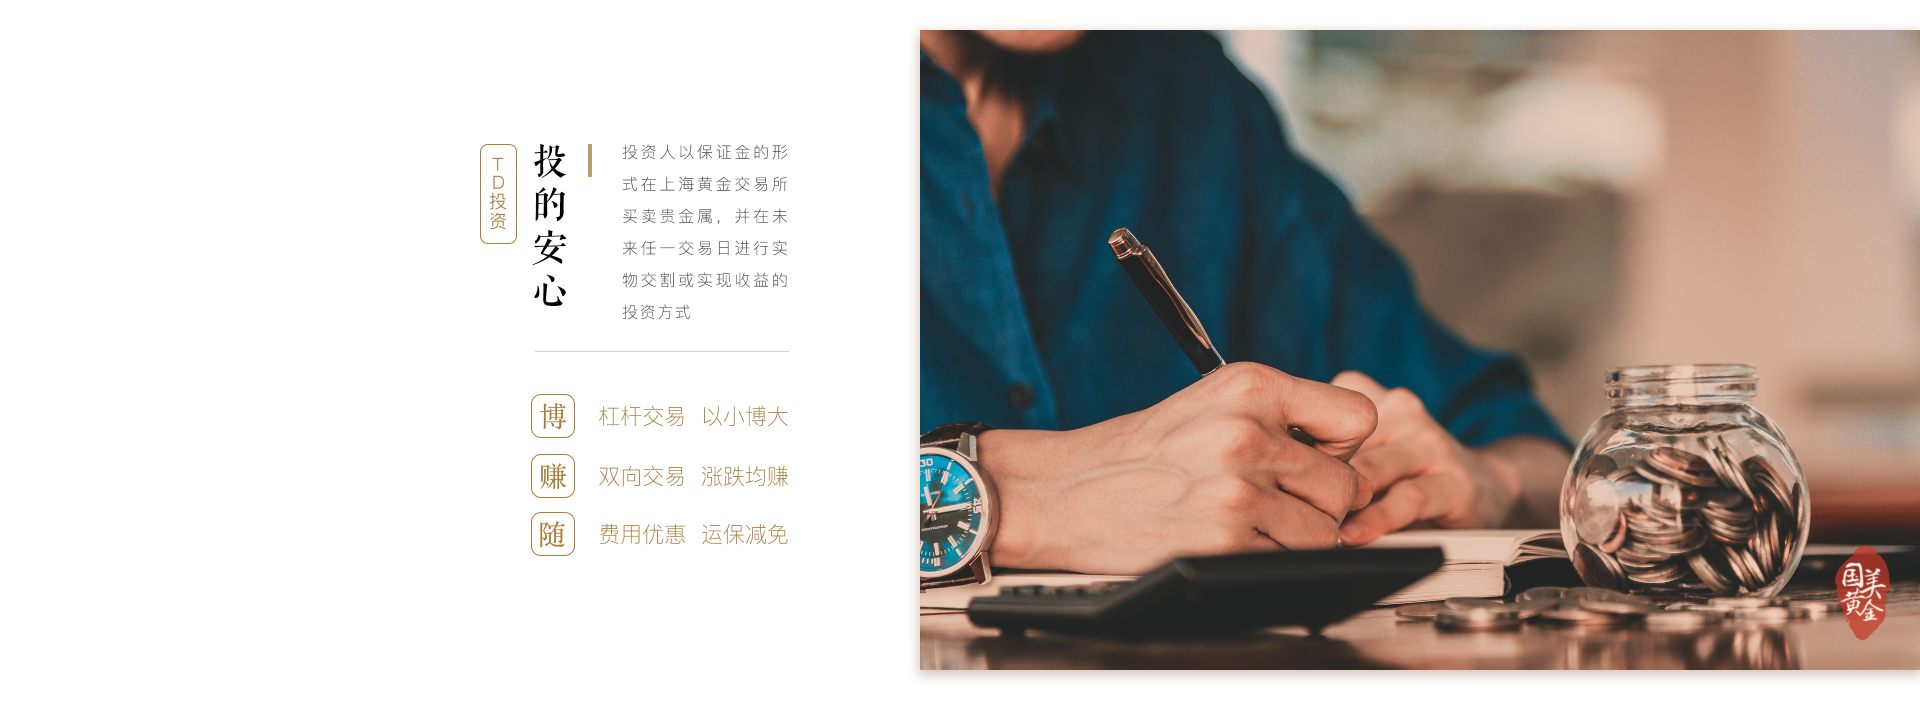 TD投资
投的安心
投资人以保证金的形
式在上海黄金交易所
买卖贵金属，并在未
来任一交易日进行实
物交割或实现收益的
投资方式
博 杠杆交易 以小博大
赚 双向交易 涨跌均赚
随 费用优惠 运保减免
30
国美
黄金